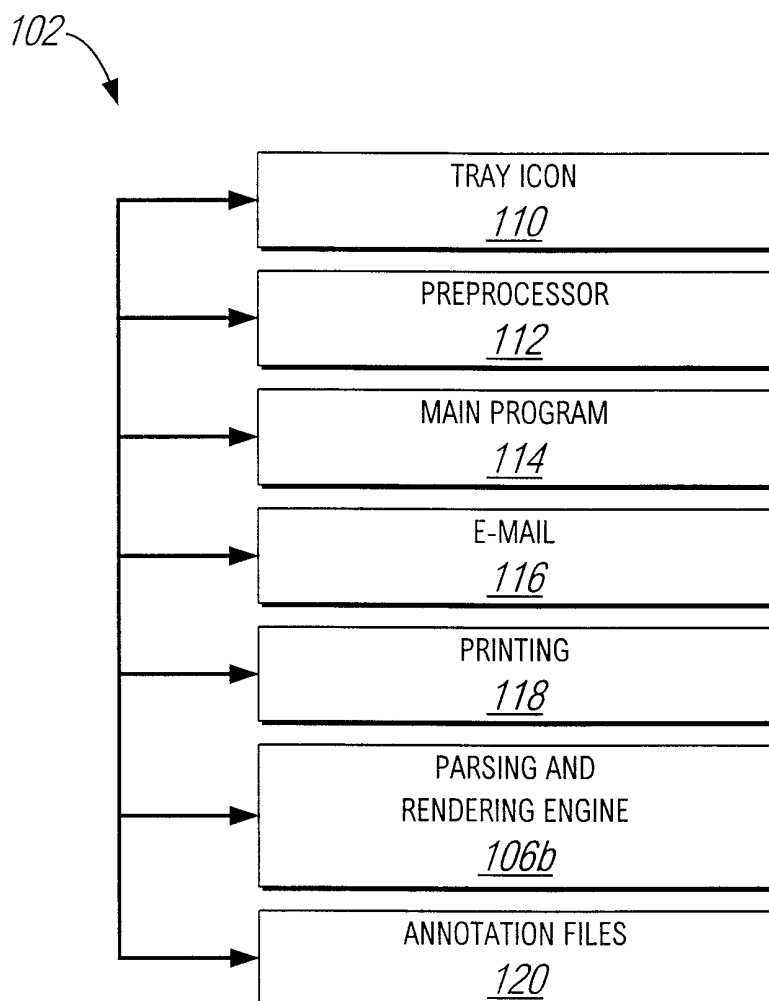 102
TRAY ICON
110
PREPROCESSOR
112
MAIN PROGRAM
114
E-MAIL
116
PRINTING
118
PARSING AND
RENDERING ENGINE
106b
ANNOTATION FILES
120